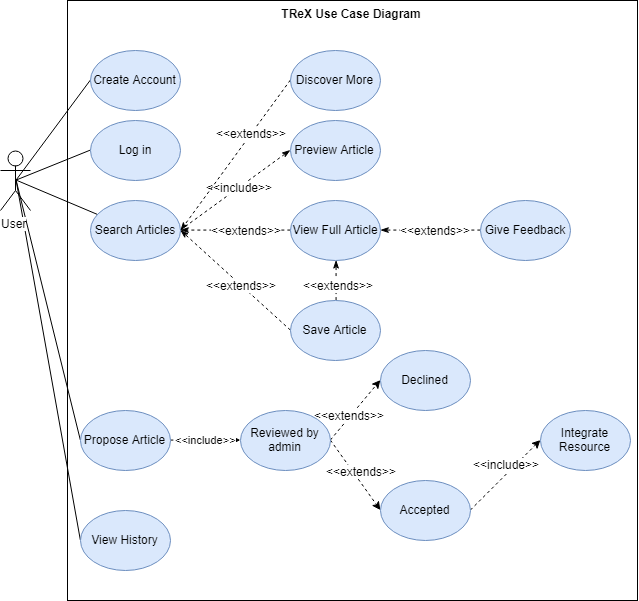 TReX Use Case Diagram
Create Account
Discover More
<<extends>>
Log in
Preview Article
<<include>>
User
Search Articles
<<extends>>
View Full Article
<<extends>>
Give Feedback
<<extends>>
<<extends>>
Save Article
Declined
<<extends>>
Propose Article
<<include>>
Reviewed by
admin
Integrate
Resource
<<extends>>
<<include>>
Accepted
View History